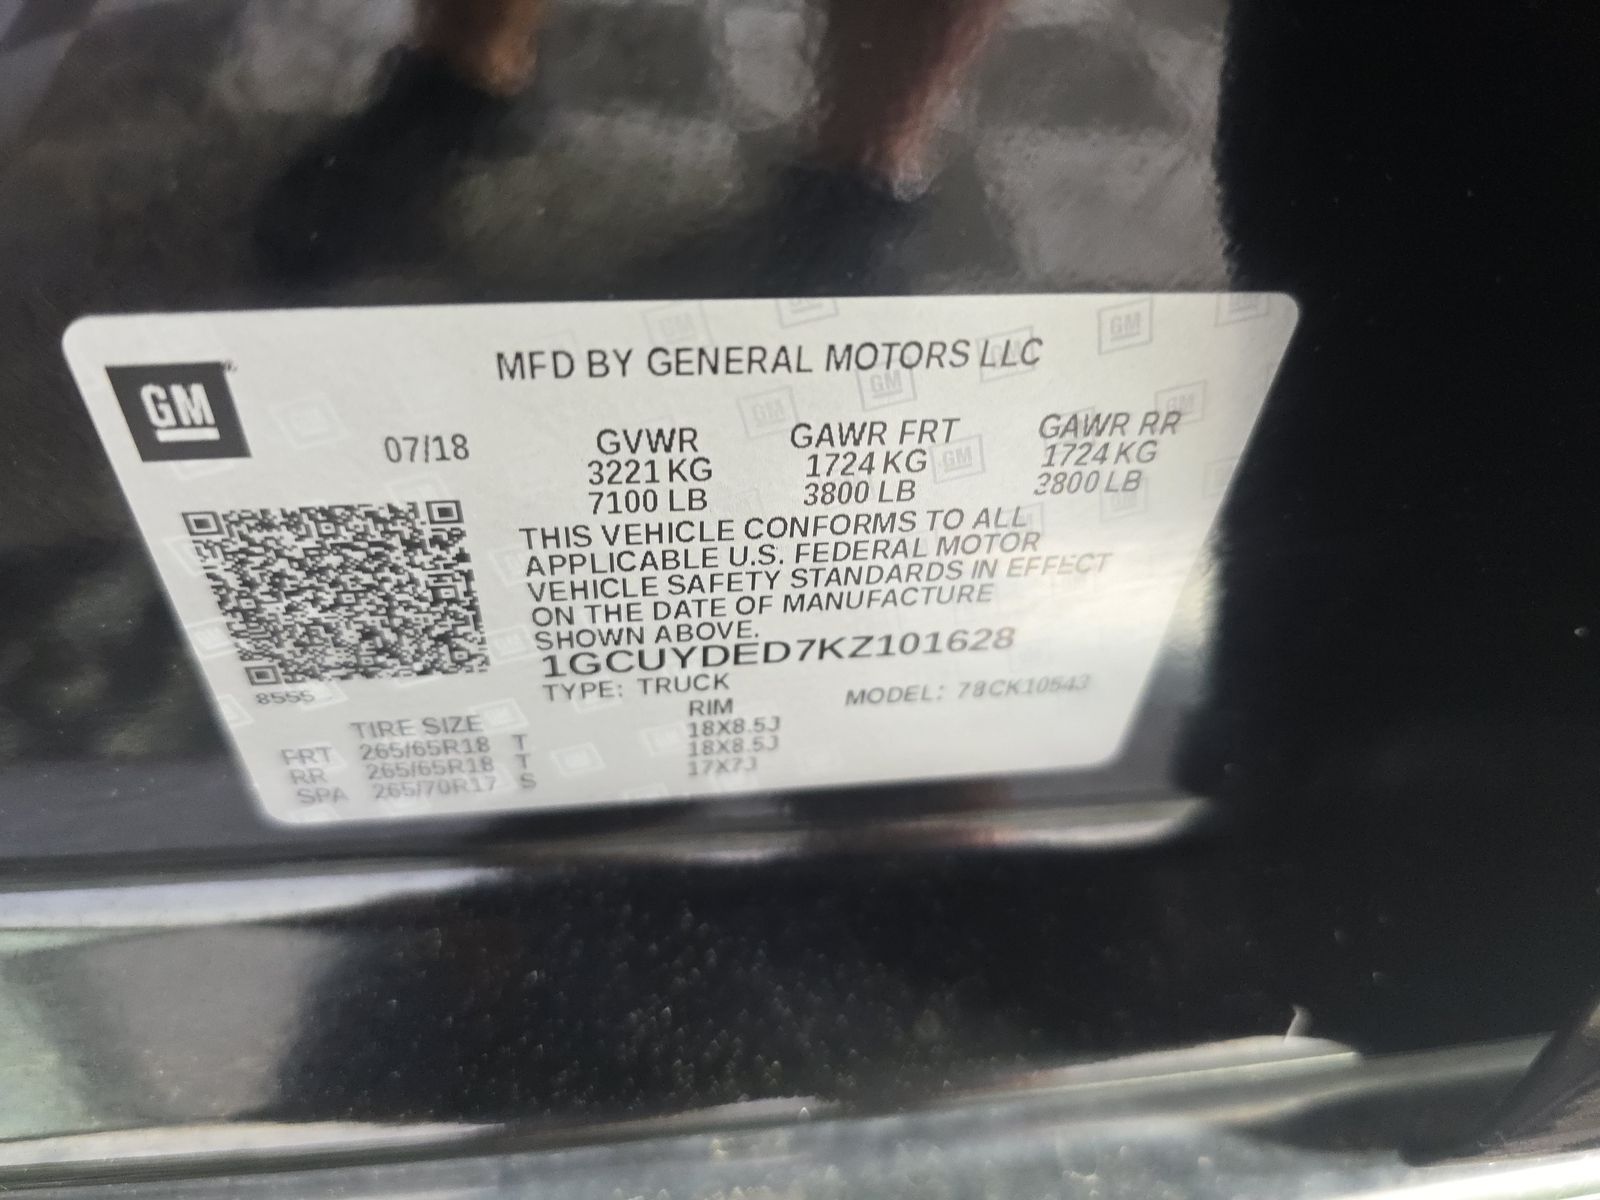 MFD BY GENERAL MOTORS LLC
GM
07/18
GVWR GAWR FRT GAWR RR
3221 KG 1724 KG 1724 KG
7100 LB 3800 LB 3800 LB
THIS VEHICLE CONFORMS TO ALL
APPLICABLE U.S. FEDERAL MOTOR
VEHICLE SAFETY STANDARDS IN EFFECT
ON THE DATE OF MANUFACTURE
SHOWN ABOVE.
1GCUYDED7KZ101628
8555
TYPE: TRUCK MODEL: 78CK10543
TIRE SIZE RIM
FRT 265/65R18 T 18X8.5J
RR 265/65R18 T 18X8.5J
SPA 265/70R17 S 17X7J